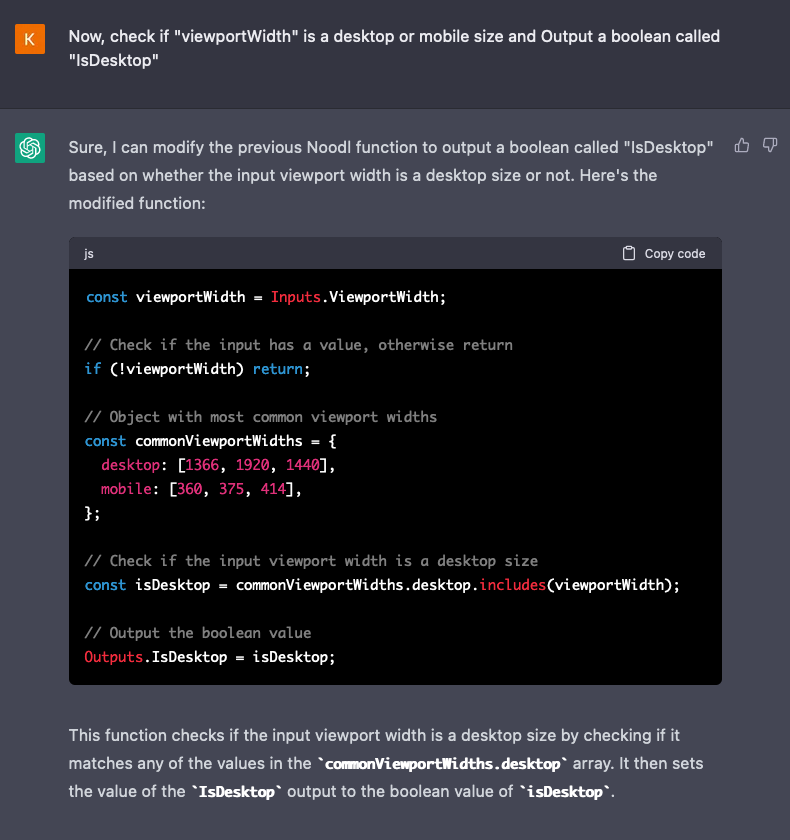 K
Now, check if "viewportWidth" is a desktop or mobile size and Output a boolean called
"IsDesktop"
Sure, I can modify the previous Noodl function to output a boolean called "IsDesktop"
based on whether the input viewport width is a desktop size or not. Here's the
modified function:
js
Copy code
const viewportWidth = Inputs.ViewportWidth;
// Check if the input has a value, otherwise return
if (!viewportWidth) return;
// Object with most common viewport widths
const commonViewportWidths = {
  desktop: [1366, 1920, 1440],
  mobile: [360, 375, 414],
};
// Check if the input viewport width is a desktop size
const isDesktop = commonViewportWidths.desktop.includes(viewportWidth);
// Output the boolean value
Outputs.IsDesktop = isDesktop;
This function checks if the input viewport width is a desktop size by checking if it
matches any of the values in the `commonViewportWidths.desktop` array. It then sets
the value of the `IsDesktop` output to the boolean value of `isDesktop`.